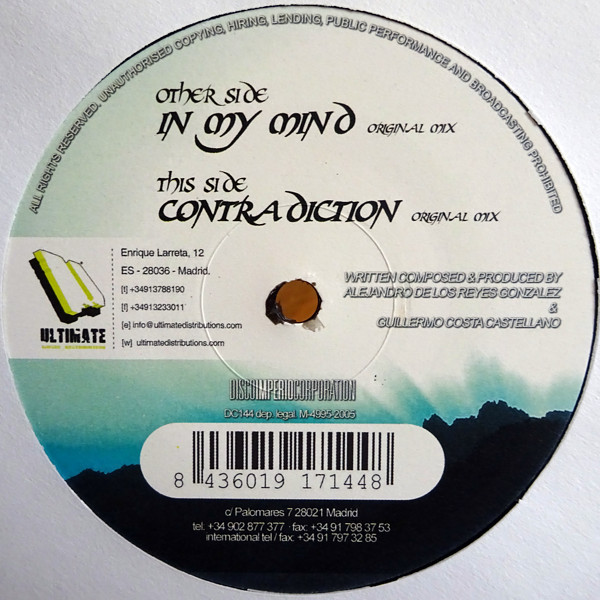 ALL RIGHTS RESERVED. UNAUTHORISED COPYING, HIRING, LENDING, PUBLIC PERFORMANCE AND BROADCASTING PROHIBITED
OTHER SIDE
IN MY MIND ORIGINAL MIX
THIS SIDE
CONTRADICTION ORIGINAL MIX
Enrique Larreta, 12
ES - 28036 - Madrid.
[t] +34913788190
[f] +34913233011
[e] info@ultimatedistributions.com
[w] ultimatedistributions.com
ULTIMATE
WRITTEN COMPOSED & PRODUCED BY
ALEJANDRO DE LOS REYES GONZALEZ
&
GUILLERMO COSTA CASTELLANO
DISCOIMPERIOCORPORATION
DC144 dep. legal. M-4995-2005
8 436019 171448
c/ Palomares 7 28021 Madrid
tel. +34 902 877 377 · fax: +34 91 798 37 53
international tel / fax: +34 91 797 32 85